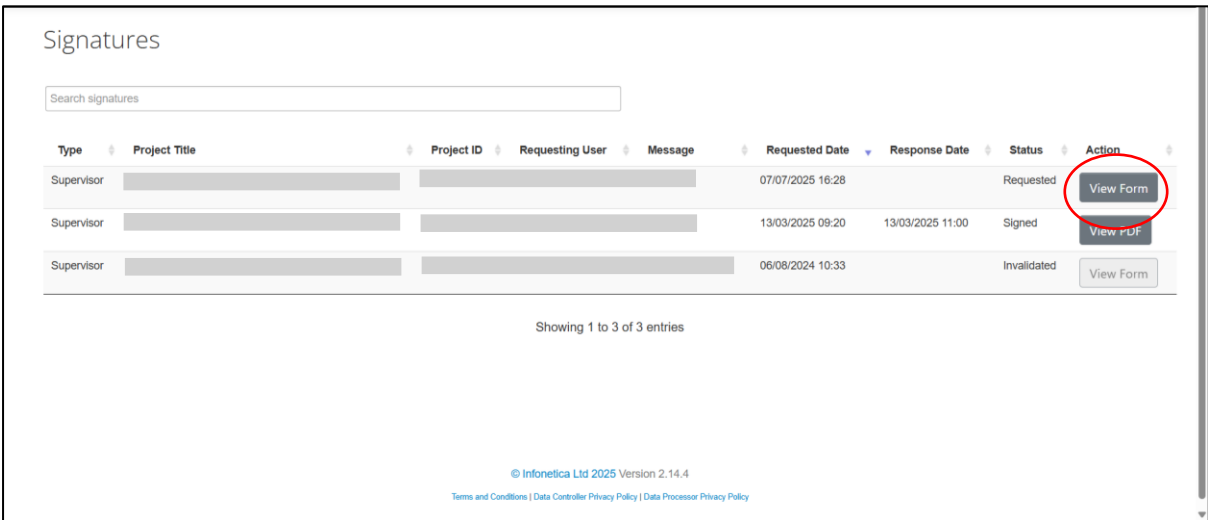 Signatures
Search signatures
Type Project Title Project ID Requesting User Message Requested Date Response Date Status Action
Supervisor 07/07/2025 16:28 Requested View Form
Supervisor 13/03/2025 09:20 13/03/2025 11:00 Signed View PDF
Supervisor 06/08/2024 10:33 Invalidated View Form
Showing 1 to 3 of 3 entries
© Infonetica Ltd 2025 Version 2.14.4
Terms and Conditions | Data Controller Privacy Policy | Data Processor Privacy Policy